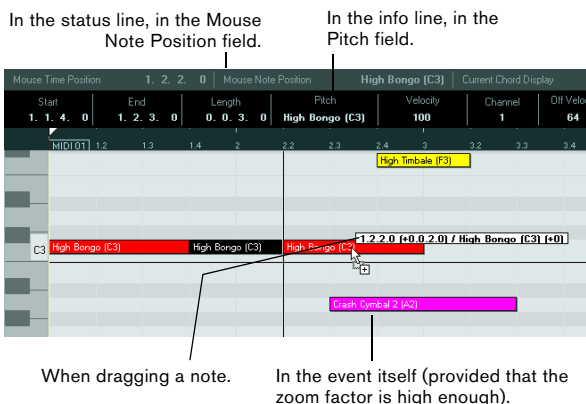 In the status line, in the Mouse
Note Position field.
In the info line, in the
Pitch field.
Mouse Time Position 1. 2. 2. 0 Mouse Note Position High Bongo (C3) Current Chord Display
Start End Length Pitch Velocity Channel Off Velo
1. 1. 4. 0 1. 2. 3. 0 0. 0. 3. 0 High Bongo (C3) 100 1 64
MIDI 01 1.2 1.3 1.4 2 2.2 2.3 2.4 3 3.2 3.3 3.4
High Timbale (F3)
1.2.2.0 (+0.0.2.0) / High Bongo (C3) (+0)
C3 High Bongo (C3) High Bongo (C3) High Bongo (C3)
Crash Cymbal 2 (A2)
When dragging a note.
In the event itself (provided that the
zoom factor is high enough).